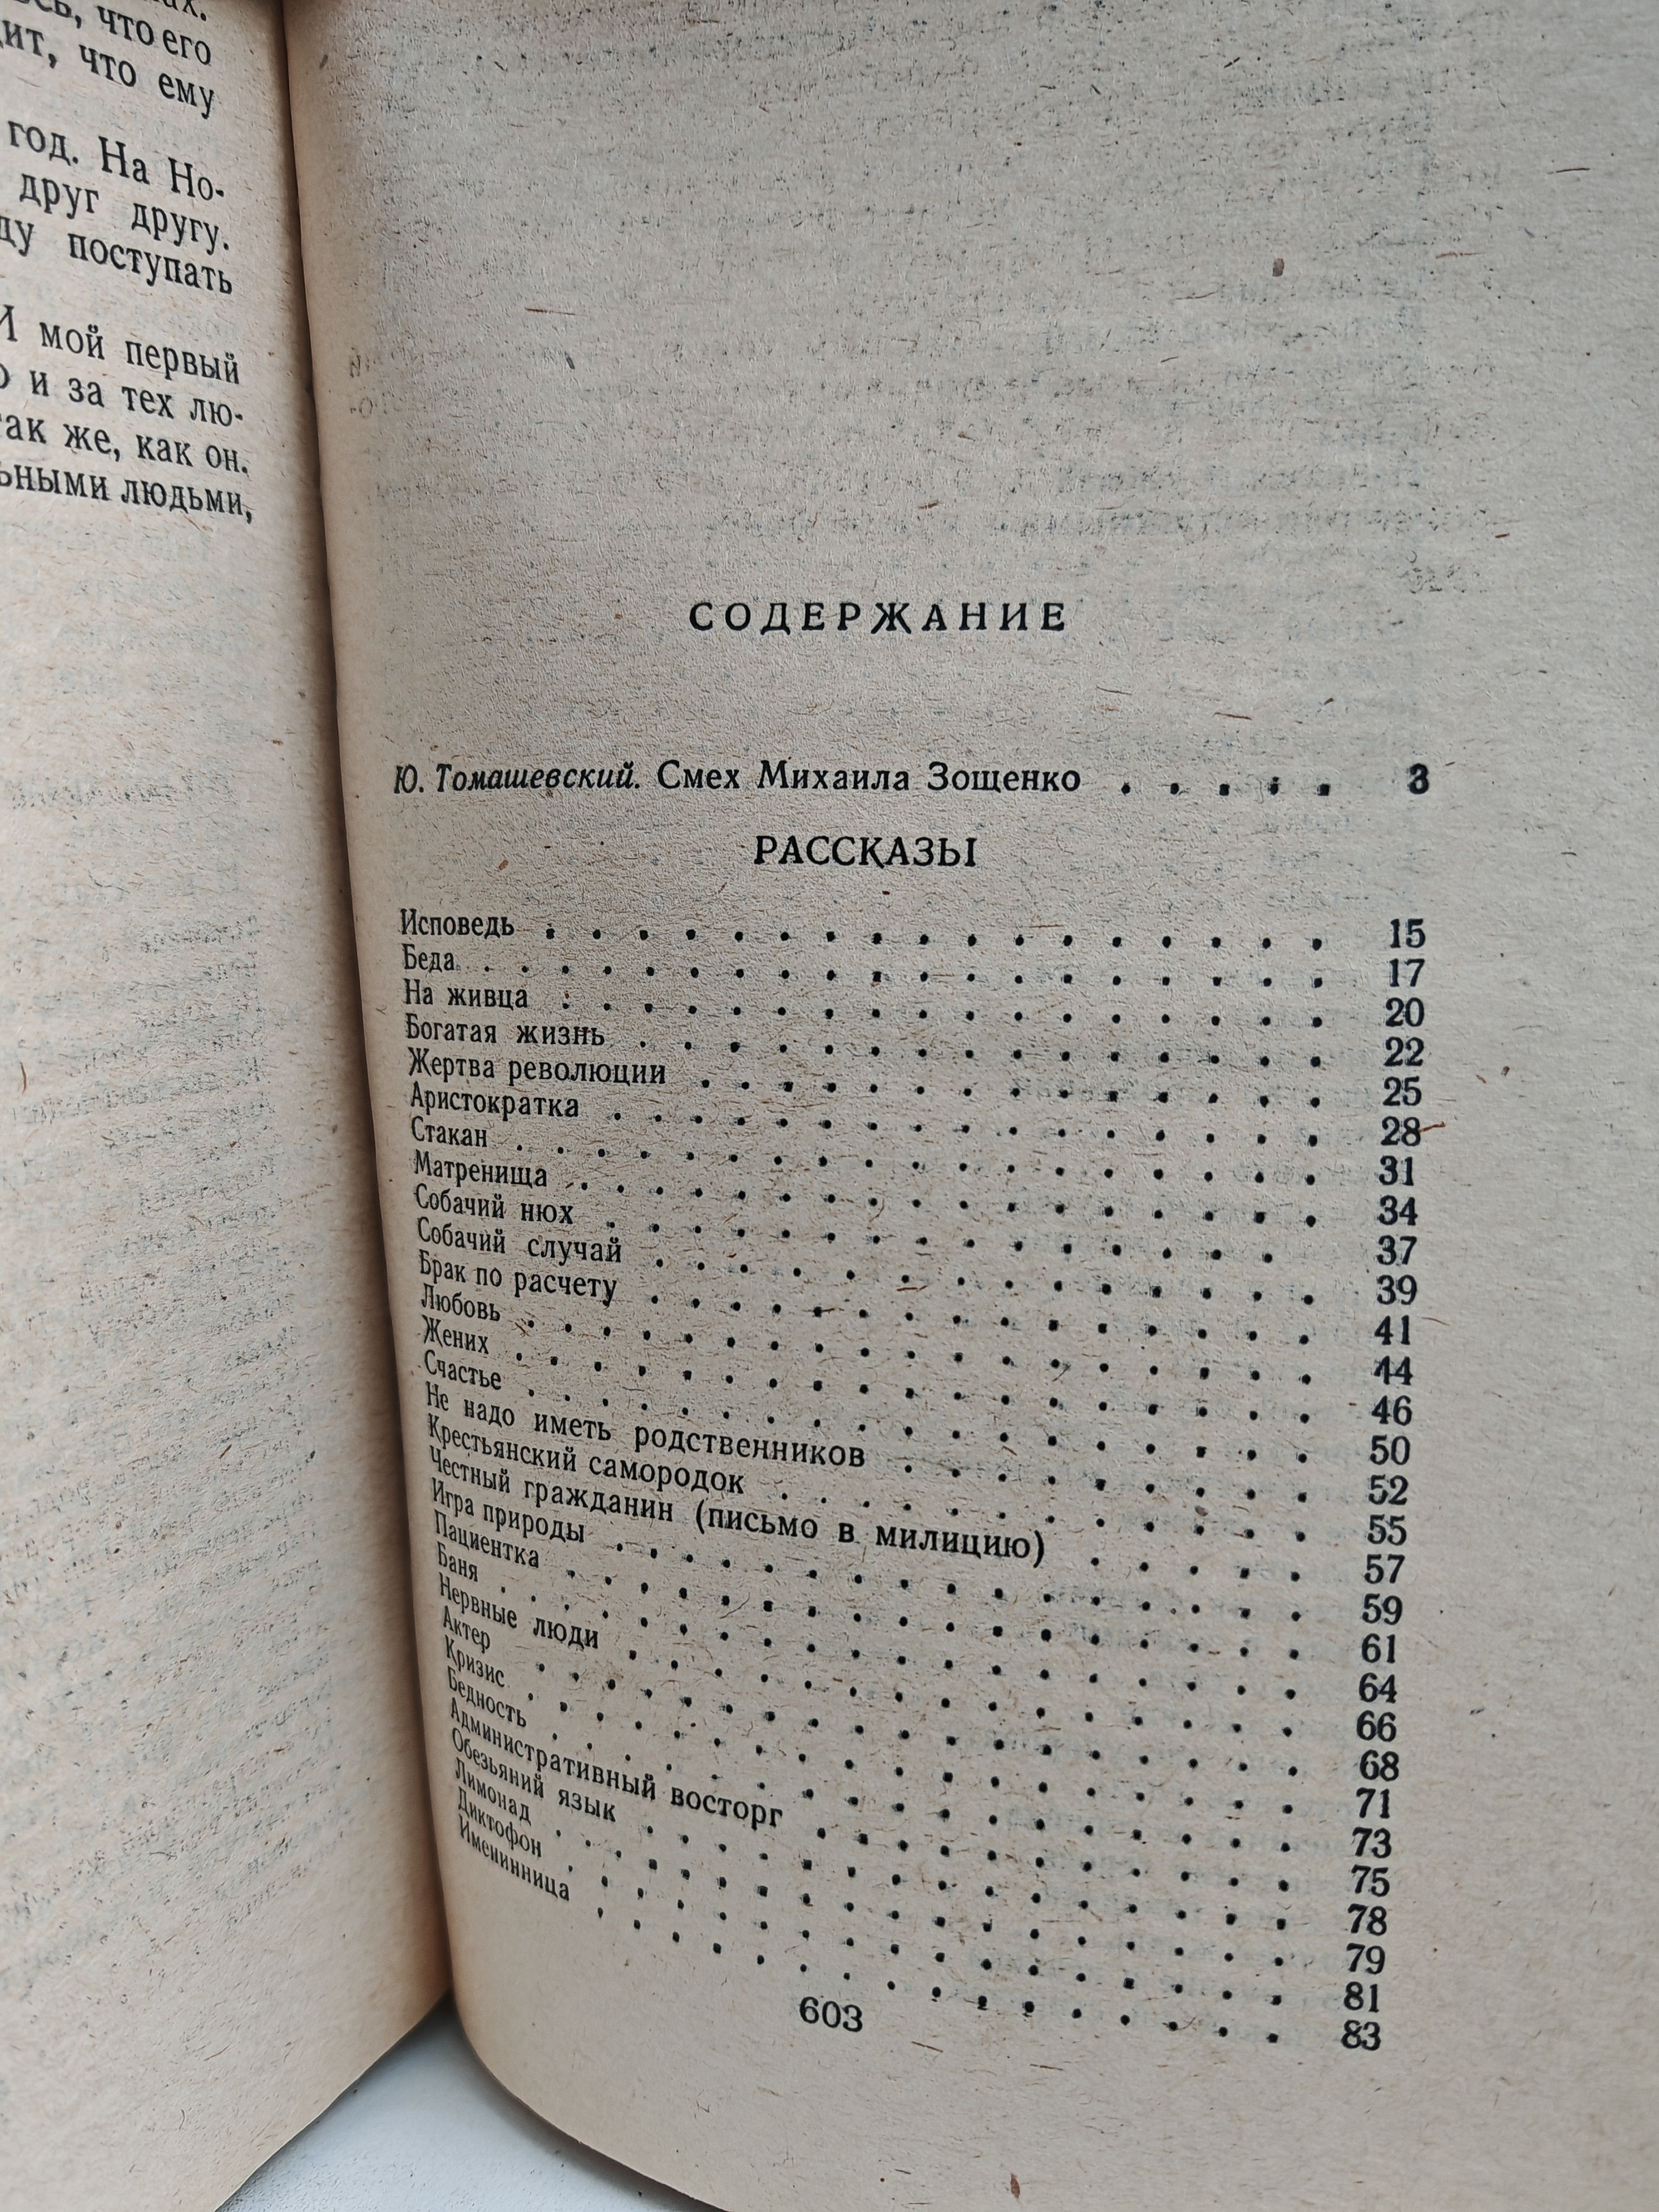 что его
что ему
год. На Но-
друг другу.
поступать
И мой первый
и за тех лю-
так же, как он.
людьми,
СОДЕРЖАНИЕ
Ю. Томашевский. Смех Михаила Зощенко . . . . . 3
РАССКАЗЫ
Исповедь 15
Беда 17
На живца 20
Богатая жизнь 22
Жертва революции 25
Аристократка 28
Стакан 31
Матренища 34
Собачий нюх 37
Собачий случай 39
Брак по расчету 41
Любовь 44
Жених 46
Счастье 50
Не надо иметь родственников 52
Крестьянский самородок 55
Честный гражданин (письмо в милицию) 57
Игра природы 59
Пациентка 61
Баня 64
Нервные люди 66
Актер 68
Кризис 71
Бедность 73
Административный восторг 75
Обезьяний язык 78
Лимонад 79
Диктофон 81
Именинница 83
603